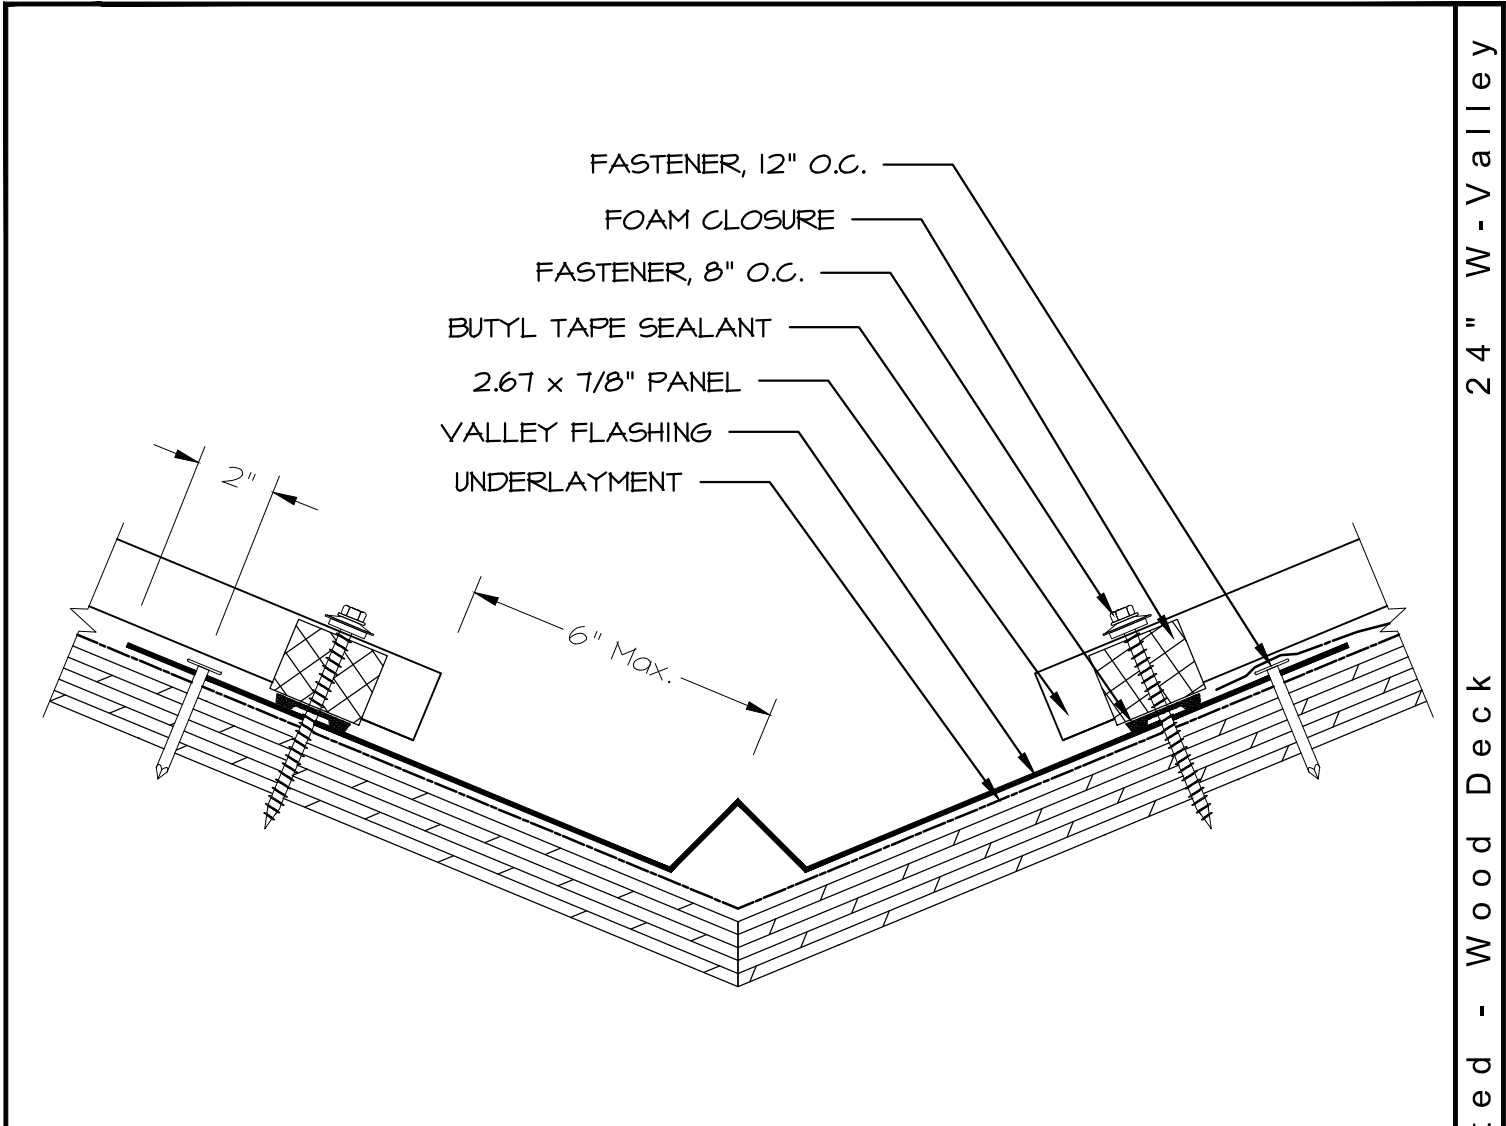 FASTENER, 12" O.C.
FOAM CLOSURE
FASTENER, 8" O.C.
BUTYL TAPE SEALANT
2.67 x 7/8" PANEL
VALLEY FLASHING
UNDERLAYMENT
2"
6" Max.
24" W-Valley
- Wood Deck